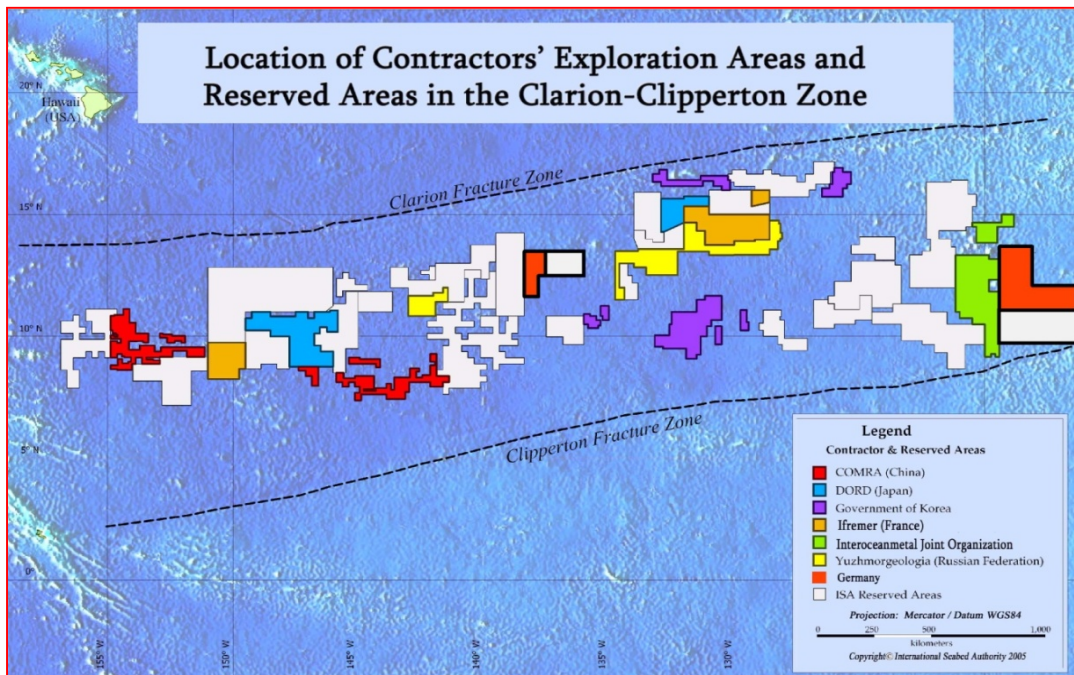 Location of Contractors' Exploration Areas and
Reserved Areas in the Clarion-Clipperton Zone
20° N
Hawaii
(USA)
Clarion Fracture Zone
15° N
10° N
Clipperton Fracture Zone
5° N
0°
155° W
150° W
145° W
140° W
135° W
130° W
Legend
Contractor & Reserved Areas
COMRA (China)
DORD (Japan)
Government of Korea
Ifremer (France)
Interoceanmetal Joint Organization
Yuzhmorgeologia (Russian Federation)
Germany
ISA Reserved Areas
Projection: Mercator / Datum WGS84
0 250 500 1,000
kilometers
Copyright© International Seabed Authority 2005